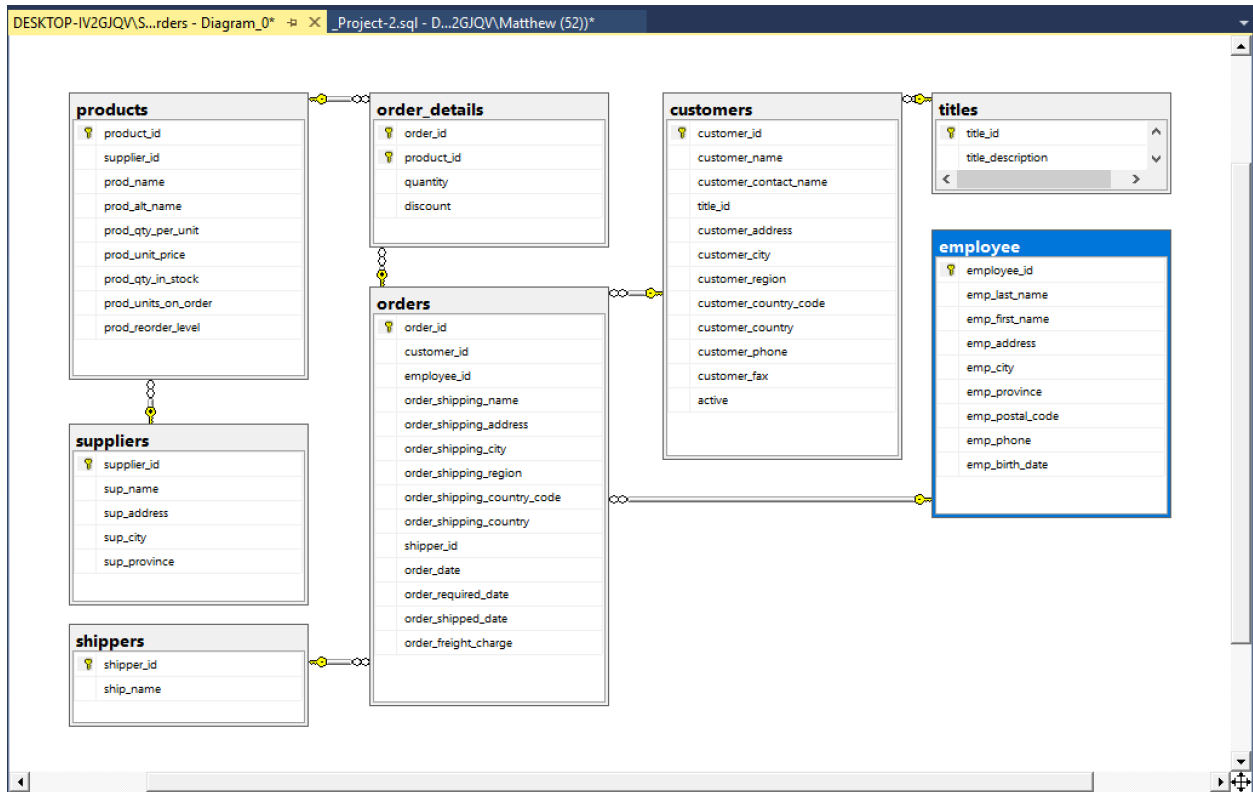 DESKTOP-IV2GJQV\S...rders - Diagram_0*
_Project-2.sql - D...2GJQV\Matthew (52))*
products
product_id
supplier_id
prod_name
prod_alt_name
prod_qty_per_unit
prod_unit_price
prod_qty_in_stock
prod_units_on_order
prod_reorder_level
order_details
order_id
product_id
quantity
discount
customers
customer_id
customer_name
customer_contact_name
title_id
customer_address
customer_city
customer_region
customer_country_code
customer_country
customer_phone
customer_fax
active
titles
title_id
title_description
employee
employee_id
emp_last_name
emp_first_name
emp_address
emp_city
emp_province
emp_postal_code
emp_phone
emp_birth_date
orders
order_id
customer_id
employee_id
order_shipping_name
order_shipping_address
order_shipping_city
order_shipping_region
order_shipping_country_code
order_shipping_country
shipper_id
order_date
order_required_date
order_shipped_date
order_freight_charge
suppliers
supplier_id
sup_name
sup_address
sup_city
sup_province
shippers
shipper_id
ship_name